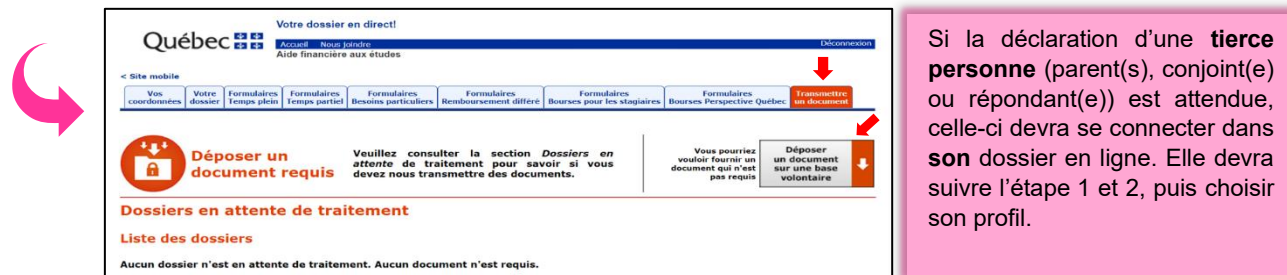 Votre dossier en direct!
Québec
Accueil Nous joindre Déconnexion
Aide financière aux études
< Site mobile
Vos coordonnées
Votre dossier
Formulaires Temps plein
Formulaires Temps partiel
Formulaires Besoins particuliers
Formulaires Remboursement différé
Formulaires Bourses pour les stagiaires
Formulaires Bourses Perspective Québec
Transmettre un document
Déposer un
document requis
Veuillez consulter la section Dossiers en
attente de traitement pour savoir si vous
devez nous transmettre des documents.
Vous pourriez
vouloir fournir un
document qui n'est
pas requis
Déposer
un document
sur une base
volontaire
Dossiers en attente de traitement
Liste des dossiers
Aucun dossier n'est en attente de traitement. Aucun document n'est requis.
Si la déclaration d'une tierce
personne (parent(s), conjoint(e)
ou répondant(e)) est attendue,
celle-ci devra se connecter dans
son dossier en ligne. Elle devra
suivre l'étape 1 et 2, puis choisir
son profil.